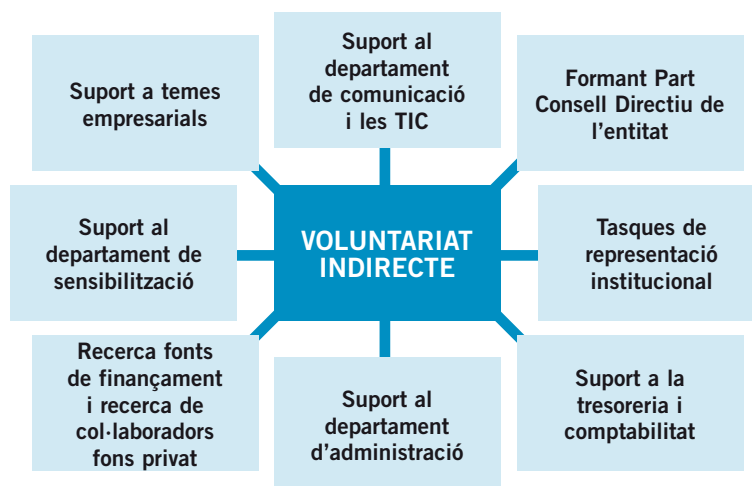 Suport a temes
empresarials
Suport al
departament
de comunicació
i les TIC
Formant Part
Consell Directiu de
l’entitat
Suport al
departament de
sensibilització
VOLUNTARIAT
INDIRECTE
Tasques de
representació
institucional
Recerca fonts
de finançament
i recerca de
col·laboradors
fons privat
Suport al
departament
d’administració
Suport a la
tresoreria i
comptabilitat